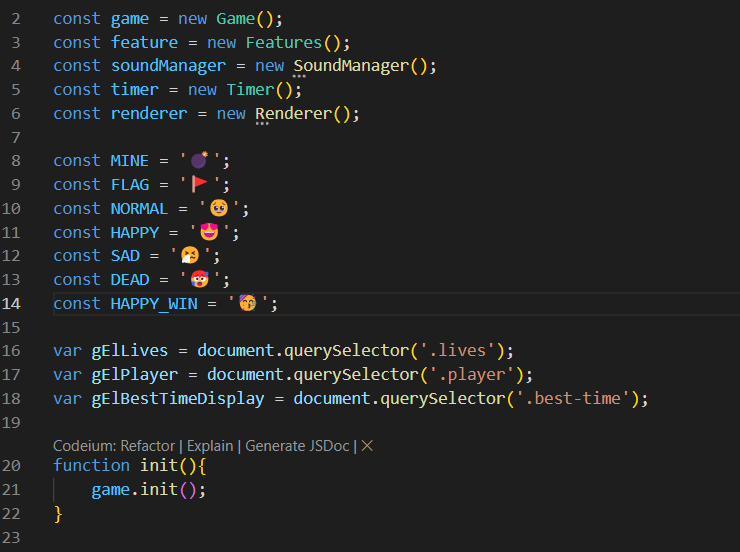 2 const game = new Game();
3 const feature = new Features();
4 const soundManager = new SoundManager();
5 const timer = new Timer();
6 const renderer = new Renderer();
7
8 const MINE = '💣';
9 const FLAG = '🚩';
10 const NORMAL = '🥹';
11 const HAPPY = '😍';
12 const SAD = '🤧';
13 const DEAD = '🥵';
14 const HAPPY_WIN = '🥳';
15
16 var gElLives = document.querySelector('.lives');
17 var gElPlayer = document.querySelector('.player');
18 var gElBestTimeDisplay = document.querySelector('.best-time');
19
Codeium: Refactor | Explain | Generate JSDoc | ✕
20 function init(){
21 game.init();
22 }
23